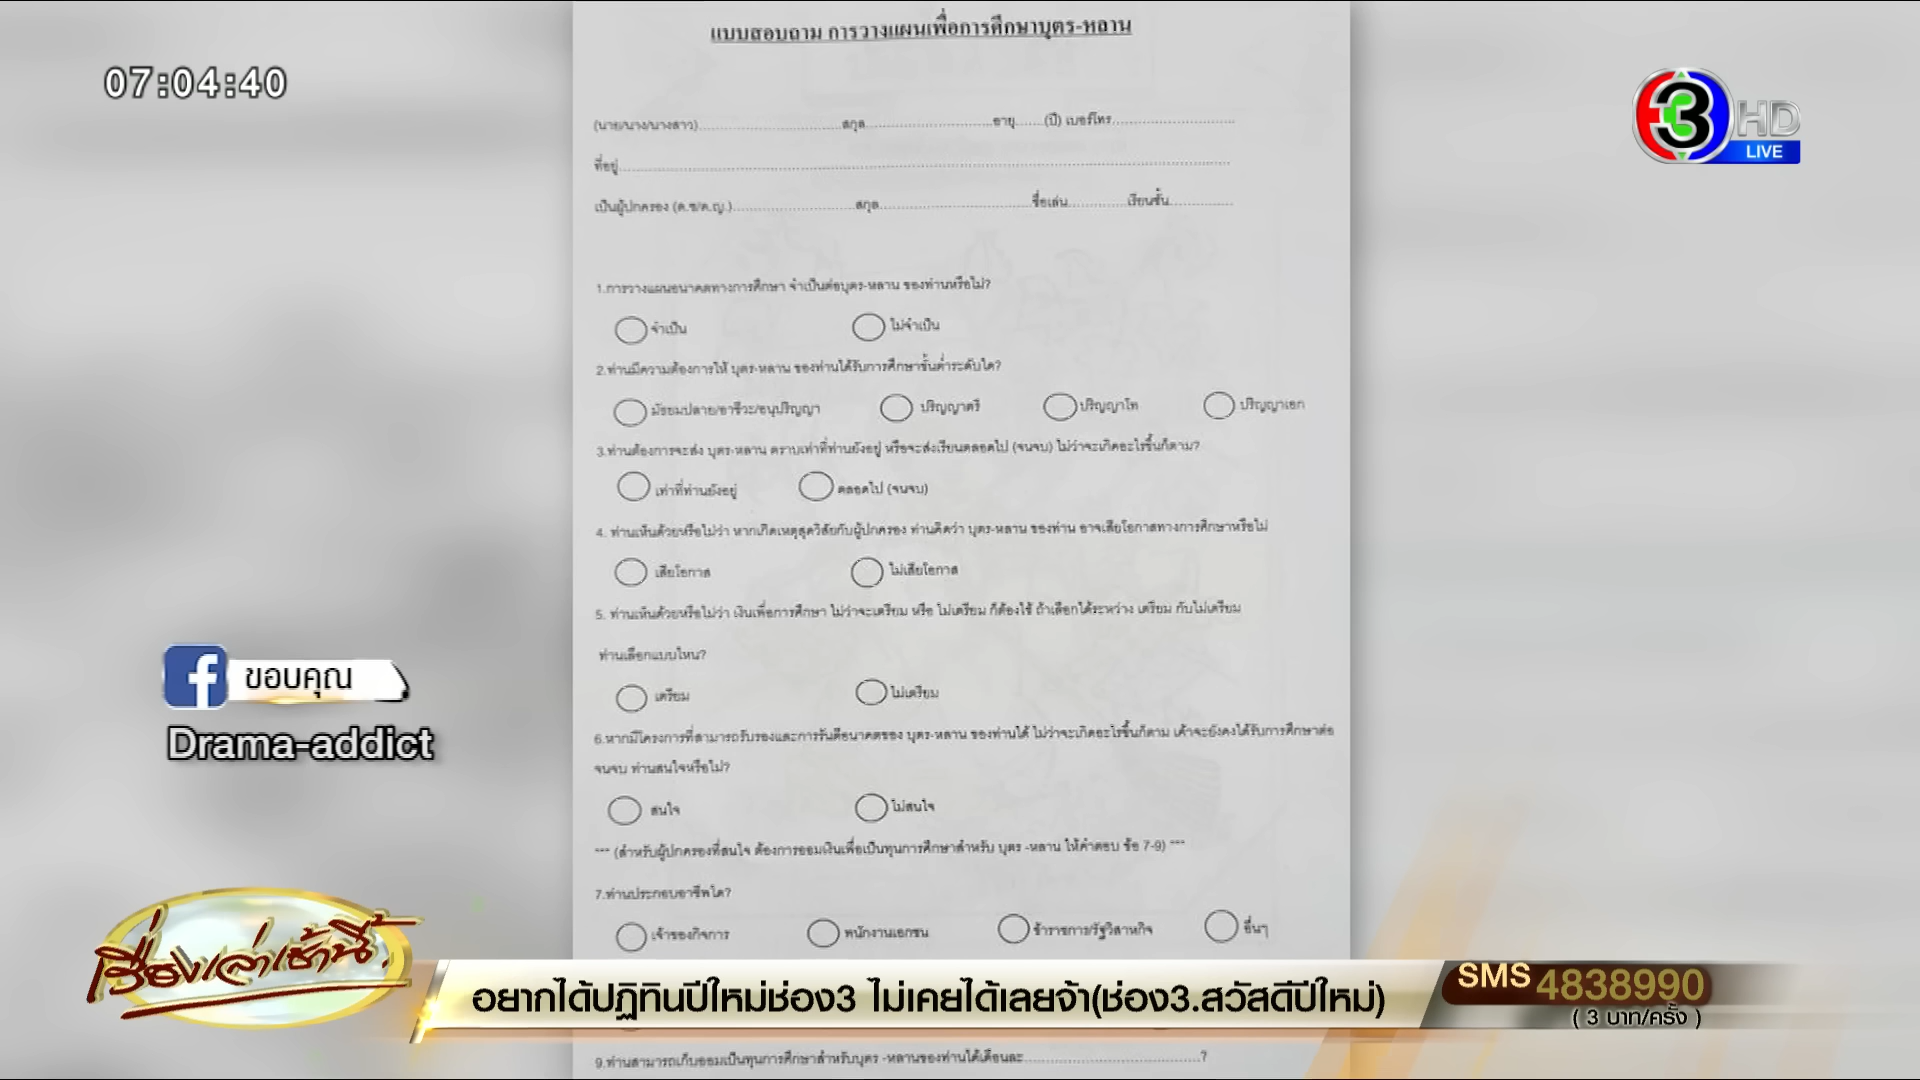 แบบสอบถาม การวางแผนเพื่อการศึกษาบุตร-หลาน
07:04:40
3 HD
LIVE
(นาย/นาง/นางสาว)................................สกุล................................อายุ.......(ปี) เบอร์โทร............................
ที่อยู่................................................................................................................................
เป็นผู้ปกครอง (ด.ช/ด.ญ.)............................สกุล...................................ชื่อเล่น..............เรียนชั้น...............
1.การวางแผนอนาคตทางการศึกษา จำเป็นต่อบุตร-หลาน ของท่านหรือไม่?
จำเป็น ไม่จำเป็น
2.ท่านมีความต้องการให้ บุตร-หลาน ของท่านได้รับการศึกษาขั้นต่ำระดับใด?
มัธยมปลาย/อาชีวะ/อนุปริญญา ปริญญาตรี ปริญญาโท ปริญญาเอก
3.ท่านต้องการจะส่ง บุตร-หลาน ตราบเท่าที่ท่านยังอยู่ หรือจะส่งเรียนตลอดไป (จนจบ) ไม่ว่าจะเกิดอะไรขึ้นก็ตาม?
เท่าที่ท่านยังอยู่ ตลอดไป (จนจบ)
4. ท่านเห็นด้วยหรือไม่ว่า หากเกิดเหตุสุดวิสัยกับผู้ปกครอง ท่านคิดว่า บุตร-หลาน ของท่าน อาจเสียโอกาสทางการศึกษาหรือไม่
เสียโอกาส ไม่เสียโอกาส
5. ท่านเห็นด้วยหรือไม่ว่า เงินเพื่อการศึกษา ไม่ว่าจะเตรียม หรือ ไม่เตรียม ก็ต้องใช้ ถ้าเลือกได้ระหว่าง เตรียม กับไม่เตรียม
ท่านเลือกแบบไหน?
เตรียม ไม่เตรียม
6.หากมีโครงการที่สามารถรับรองและการรันตีอนาคตของ บุตร-หลาน ของท่านได้ ไม่ว่าจะเกิดอะไรขึ้นก็ตาม เค้าจะยังคงได้รับการศึกษาต่อ
จนจบ ท่านสนใจหรือไม่?
สนใจ ไม่สนใจ
*** (สำหรับผู้ปกครองที่สนใจ ต้องการออมเงินเพื่อเป็นทุนการศึกษาสำหรับ บุตร -หลาน ให้คำตอบ ข้อ 7-9) ***
7.ท่านประกอบอาชีพใด?
เจ้าของกิจการ พนักงานเอกชน ข้าราชการ/รัฐวิสาหกิจ อื่นๆ
9.ท่านสามารถเก็บออมเป็นทุนการศึกษาสำหรับบุตร -หลานของท่านได้เดือนละ........................................?
ขอบคุณ
Drama-addict
เรื่องเล่าเช้านี้
อยากได้ปฏิทินปีใหม่ช่อง3 ไม่เคยได้เลยจ้า(ช่อง3.สวัสดีปีใหม่)
SMS 4838990
( 3 บาท/ครั้ง )